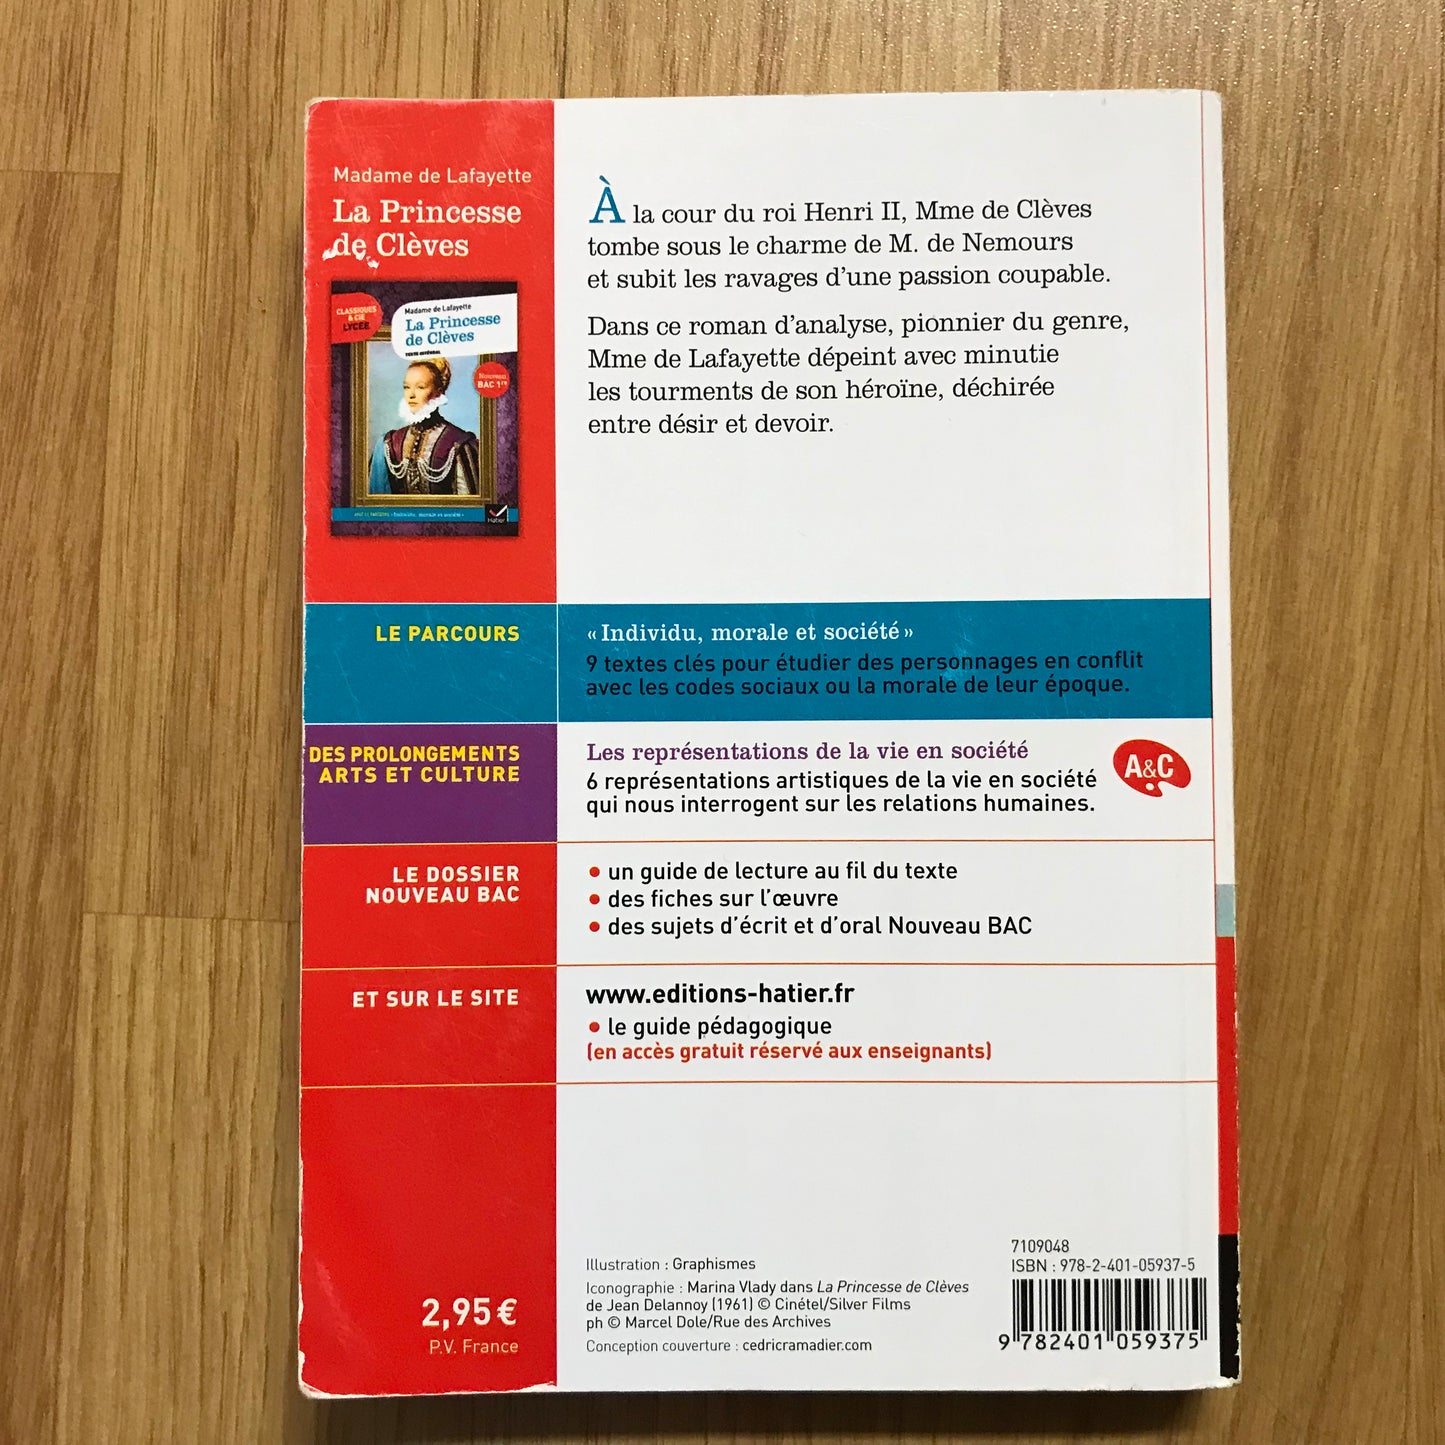 Madame de Lafayette
La Princesse
de Clèves
CLASSIQUES
& CIE
LYCÉE
Madame de Lafayette
La Princesse
de Clèves
TEXTE INTÉGRAL
Nouveau
BAC 1re
AVEC LE PARCOURS « Individu, morale et société »
Hatier
À la cour du roi Henri II, Mme de Clèves
tombe sous le charme de M. de Nemours
et subit les ravages d'une passion coupable.
Dans ce roman d'analyse, pionnier du genre,
Mme de Lafayette dépeint avec minutie
les tourments de son héroïne, déchirée
entre désir et devoir.
LE PARCOURS
« Individu, morale et société »
9 textes clés pour étudier des personnages en conflit
avec les codes sociaux ou la morale de leur époque.
DES PROLONGEMENTS
ARTS ET CULTURE
Les représentations de la vie en société
6 représentations artistiques de la vie en société
qui nous interrogent sur les relations humaines.
A&C
LE DOSSIER
NOUVEAU BAC
• un guide de lecture au fil du texte
• des fiches sur l'œuvre
• des sujets d'écrit et d'oral Nouveau BAC
ET SUR LE SITE
www.editions-hatier.fr
• le guide pédagogique
(en accès gratuit réservé aux enseignants)
2,95 €
P.V. France
Illustration : Graphismes
Iconographie : Marina Vlady dans La Princesse de Clèves
de Jean Delannoy (1961) © Cinétel/Silver Films
ph © Marcel Dole/Rue des Archives
Conception couverture : cedricramadier.com
7109048
ISBN : 978-2-401-05937-5
9 782401 059375